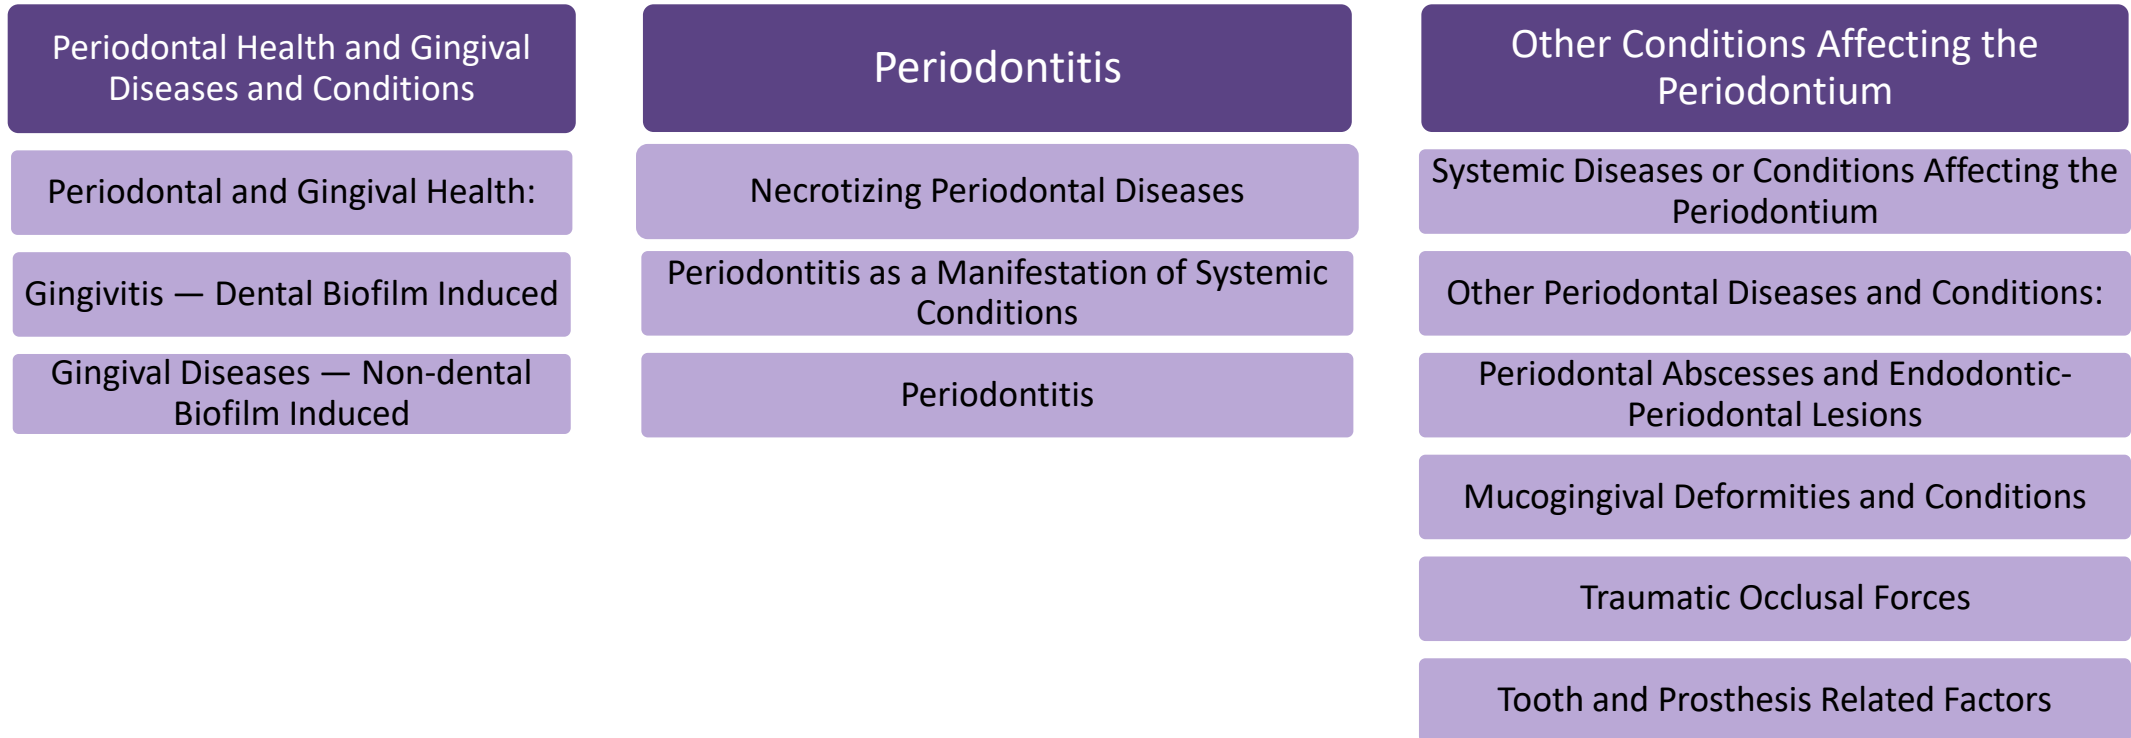 Periodontal Health and Gingival
Diseases and Conditions
Periodontal and Gingival Health:
Gingivitis — Dental Biofilm Induced
Gingival Diseases — Non-dental
Biofilm Induced
Periodontitis
Necrotizing Periodontal Diseases
Periodontitis as a Manifestation of Systemic
Conditions
Periodontitis
Other Conditions Affecting the
Periodontium
Systemic Diseases or Conditions Affecting the
Periodontium
Other Periodontal Diseases and Conditions:
Periodontal Abscesses and Endodontic-
Periodontal Lesions
Mucogingival Deformities and Conditions
Traumatic Occlusal Forces
Tooth and Prosthesis Related Factors